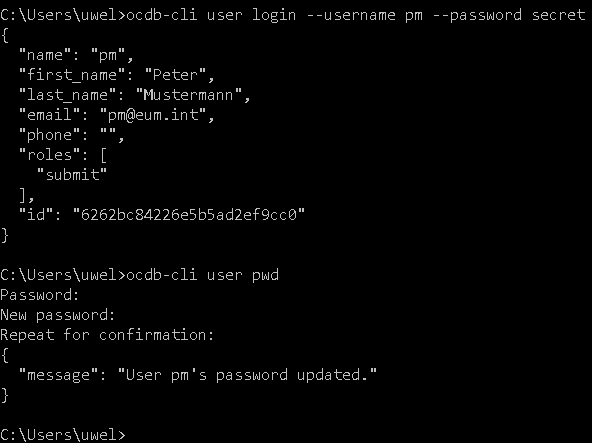 C:\Users\uwel>ocdb-cli user login --username pm --password secret
{
  "name": "pm",
  "first_name": "Peter",
  "last_name": "Mustermann",
  "email": "pm@eum.int",
  "phone": "",
  "roles": [
    "submit"
  ],
  "id": "6262bc84226e5b5ad2ef9cc0"
}

C:\Users\uwel>ocdb-cli user pwd
Password:
New password:
Repeat for confirmation:
{
  "message": "User pm's password updated."
}

C:\Users\uwel>